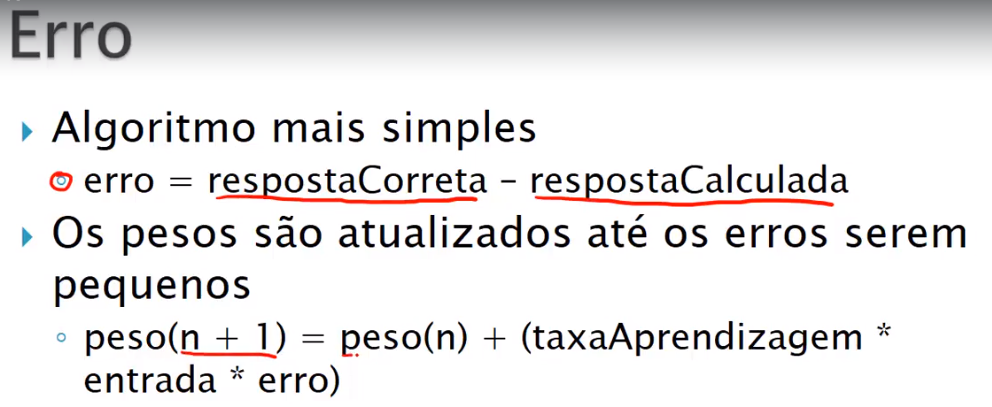 Erro
Algoritmo mais simples
erro = respostaCorreta – respostaCalculada
Os pesos são atualizados até os erros serem
pequenos
peso(n + 1) = peso(n) + (taxaAprendizagem *
entrada * erro)